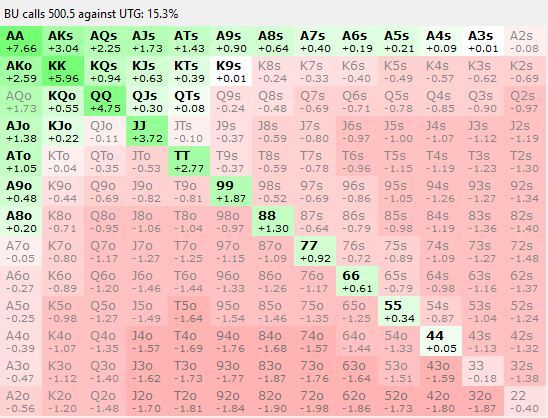 BU calls 500.5 against UTG: 15.3%
AA AKs AQs AJs ATs A9s A8s A7s A6s A5s A4s A3s A2s
+7.66 +3.04 +2.25 +1.73 +1.43 +0.90 +0.64 +0.40 +0.19 +0.21 +0.09 +0.01 -0.08
AKo KK KQs KJs KTs K9s K8s K7s K6s K5s K4s K3s K2s
+2.59 +5.96 +0.94 +0.63 +0.39 +0.01 -0.24 -0.33 -0.40 -0.49 -0.57 -0.62 -0.69
AQo KQo QQ QJs QTs Q9s Q8s Q7s Q6s Q5s Q4s Q3s Q2s
+1.73 +0.55 +4.75 +0.30 +0.08 -0.24 -0.48 -0.69 -0.71 -0.78 -0.85 -0.90 -0.97
AJo KJo QJo JJ JTs J9s J8s J7s J6s J5s J4s J3s J2s
+1.38 +0.22 -0.11 +3.72 -0.10 -0.37 -0.59 -0.80 -0.97 -1.00 -1.07 -1.12 -1.19
ATo KTo QTo JTo TT T9s T8s T7s T6s T5s T4s T3s T2s
+1.05 -0.04 -0.35 -0.53 +2.77 -0.37 -0.59 -0.78 -0.96 -1.15 -1.19 -1.23 -1.30
A9o K9o Q9o J9o T9o 99 98s 97s 96s 95s 94s 93s 92s
+0.48 -0.44 -0.69 -0.82 -0.81 +1.87 -0.52 -0.69 -0.86 -1.05 -1.26 -1.27 -1.34
A8o K8o Q8o J8o T8o 98o 88 87s 86s 85s 84s 83s 82s
+0.20 -0.71 -0.95 -1.06 -1.04 -0.97 +1.30 -0.64 -0.79 -0.98 -1.19 -1.36 -1.40
A7o K7o Q7o J7o T7o 97o 87o 77 76s 75s 74s 73s 72s
-0.05 -0.80 -1.17 -1.27 -1.25 -1.15 -1.09 +0.92 -0.72 -0.89 -1.09 -1.27 -1.48
A6o K6o Q6o J6o T6o 96o 86o 76o 66 65s 64s 63s 62s
-0.27 -0.89 -1.20 -1.46 -1.44 -1.33 -1.26 -1.17 +0.61 -0.79 -0.98 -1.16 -1.36
A5o K5o Q5o J5o T5o 95o 85o 75o 65o 55 54s 53s 52s
-0.25 -0.98 -1.27 -1.49 -1.64 -1.54 -1.46 -1.35 -1.25 +0.34 -0.87 -1.04 -1.24
A4o K4o Q4o J4o T4o 94o 84o 74o 64o 54o 44 43s 42s
-0.39 -1.07 -1.35 -1.57 -1.69 -1.76 -1.68 -1.57 -1.44 -1.33 +0.05 -1.13 -1.32
A3o K3o Q3o J3o T3o 93o 83o 73o 63o 53o 43o 33 32s
-0.47 -1.12 -1.40 -1.62 -1.73 -1.77 -1.87 -1.76 -1.64 -1.51 -1.59 -0.18 -1.38
A2o K2o Q2o J2o T2o 92o 82o 72o 62o 52o 42o 32o 22
-0.56 -1.20 -1.48 -1.70 -1.81 -1.84 -1.90 -1.98 -1.86 -1.73 -1.80 -1.87 -0.40